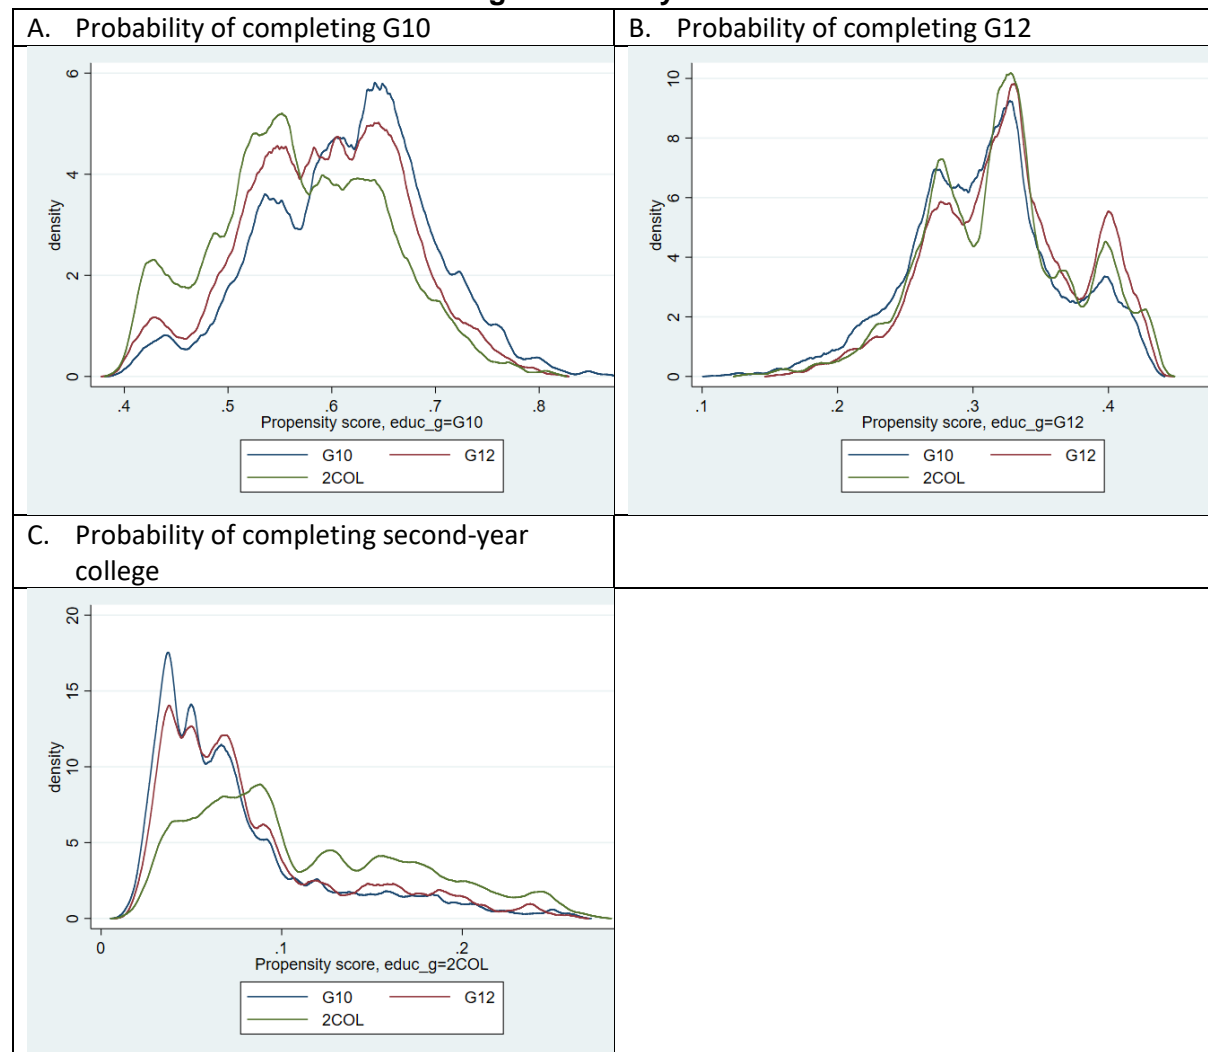 A. Probability of completing G10
B. Probability of completing G12
6
4
2
0
density
.4 .5 .6 .7 .8
Propensity score, educ_g=G10
G10 G12
2COL
10
8
6
4
2
0
density
.1 .2 .3 .4
Propensity score, educ_g=G12
G10 G12
2COL
C. Probability of completing second-year
college
20
15
10
5
0
density
0 .1 .2
Propensity score, educ_g=2COL
G10 G12
2COL